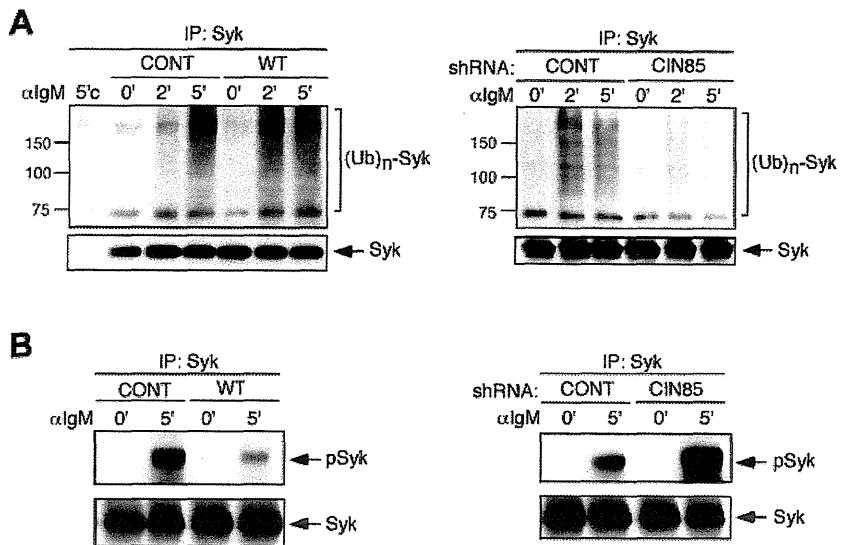 A
IP: Syk
CONT WT
αIgM 5'c 0' 2' 5' 0' 2' 5'
150
100
75
(Ub)n-Syk
Syk
IP: Syk
shRNA: CONT CIN85
αIgM 0' 2' 5' 0' 2' 5'
150
100
75
(Ub)n-Syk
Syk
B
IP: Syk
CONT WT
αIgM 0' 5' 0' 5'
pSyk
Syk
IP: Syk
shRNA: CONT CIN85
αIgM 0' 5' 0' 5'
pSyk
Syk